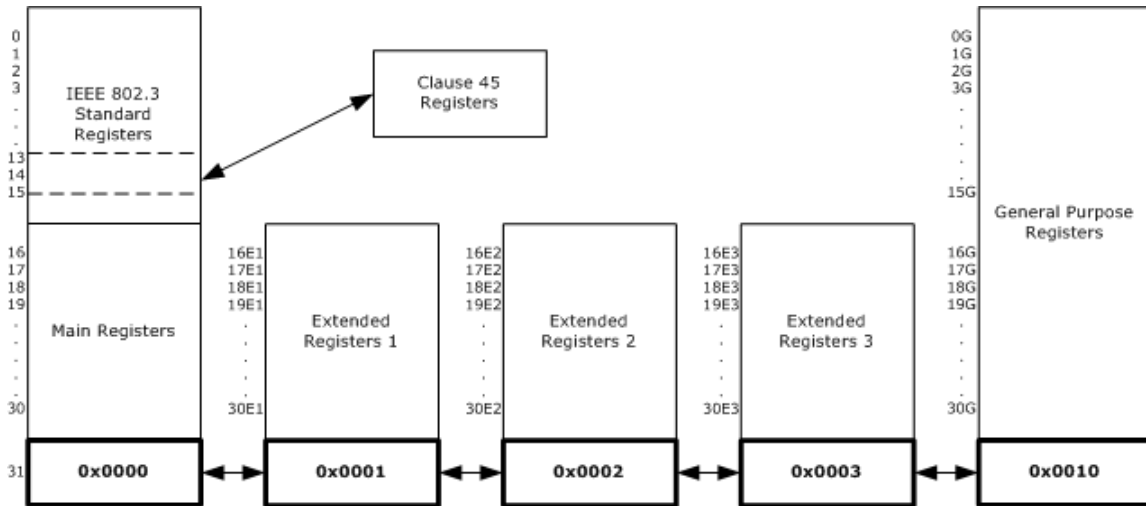 0
1
2
3
.
.
.
13
14
15
IEEE 802.3
Standard
Registers
Clause 45
Registers
16
17
18
19
.
.
.
.
.
30
Main Registers
16E1
17E1
18E1
19E1
.
.
.
.
.
30E1
Extended
Registers 1
16E2
17E2
18E2
19E2
.
.
.
.
.
30E2
Extended
Registers 2
16E3
17E3
18E3
19E3
.
.
.
.
.
30E3
Extended
Registers 3
0G
1G
2G
3G
.
.
.
.
.
15G
16G
17G
18G
19G
.
.
.
.
.
30G
General Purpose
Registers
31
0x0000
0x0001
0x0002
0x0003
0x0010